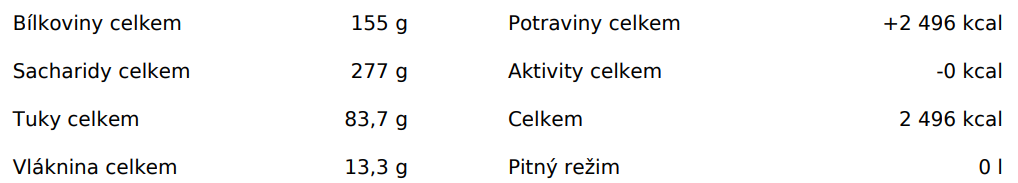 Bílkoviny celkem 155 g Potraviny celkem +2 496 kcal
Sacharidy celkem 277 g Aktivity celkem -0 kcal
Tuky celkem 83,7 g Celkem 2 496 kcal
Vláknina celkem 13,3 g Pitný režim 0 l